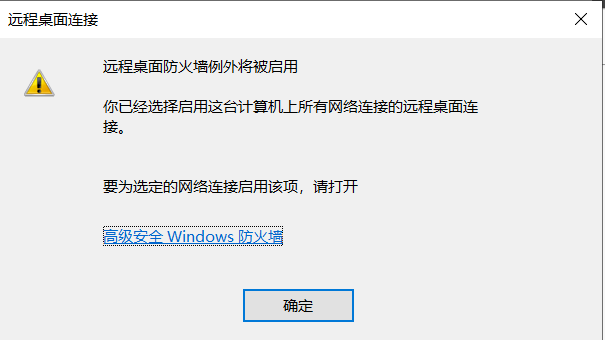 远程桌面连接
远程桌面防火墙例外将被启用
你已经选择启用这台计算机上所有网络连接的远程桌面连
接。
要为选定的网络连接启用该项，请打开
高级安全 Windows 防火墙
确定